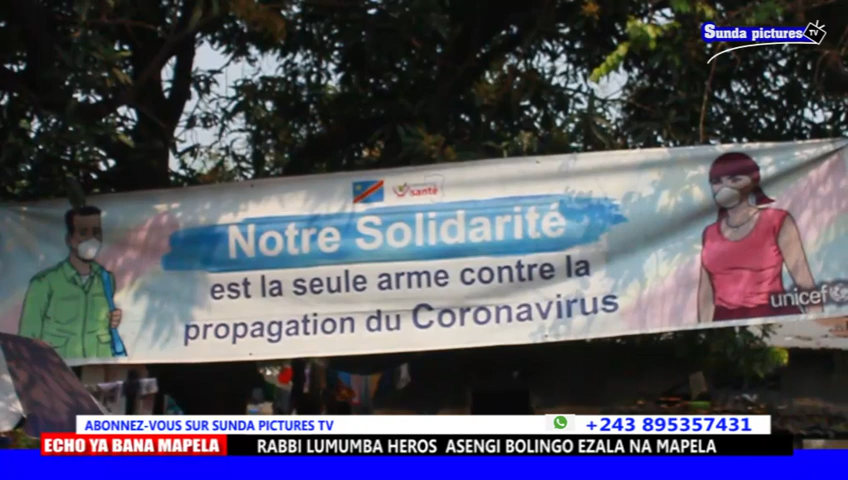 Sunda pictures TV
santé
Notre Solidarité
est la seule arme contre la
propagation du Coronavirus
unicef
ABONNEZ-VOUS SUR SUNDA PICTURES TV
+243 895357431
ECHO YA BANA MAPELA
RABBI LUMUMBA HEROS ASENGI BOLINGO EZALA NA MAPELA